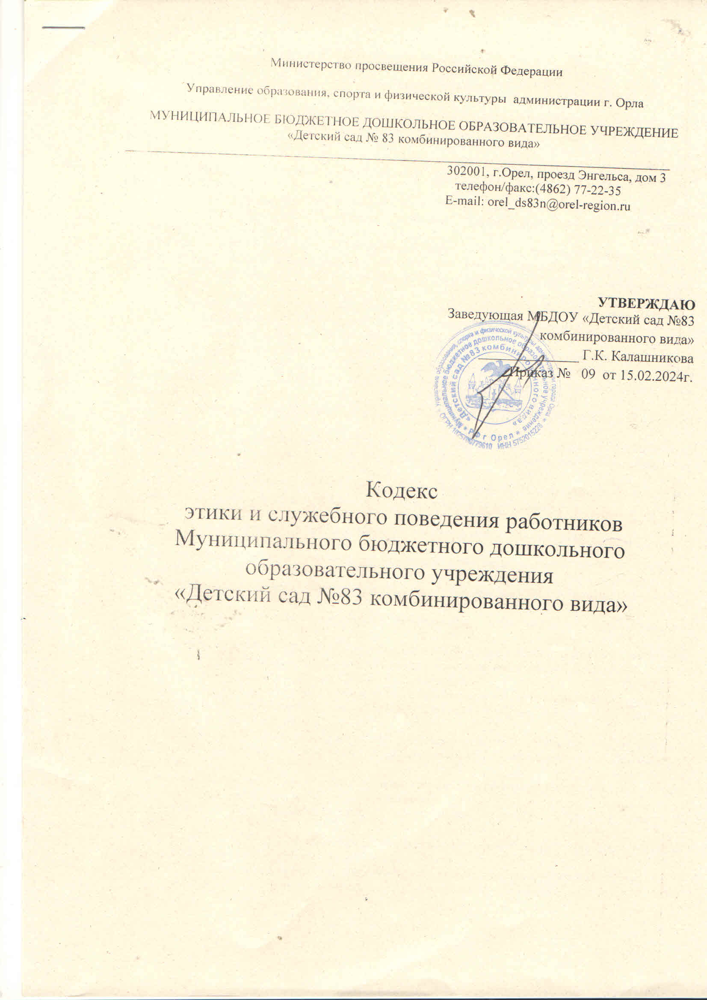 Министерство просвещения Российской Федерации
Управление образования, спорта и физической культуры администрации г. Орла
МУНИЦИПАЛЬНОЕ БЮДЖЕТНОЕ ДОШКОЛЬНОЕ ОБРАЗОВАТЕЛЬНОЕ УЧРЕЖДЕНИЕ
«Детский сад № 83 комбинированного вида»
302001, г.Орел, проезд Энгельса, дом 3
телефон/факс:(4862) 77-22-35
E-mail: orel_ds83n@orel-region.ru
УТВЕРЖДАЮ
Заведующая МБДОУ «Детский сад №83
комбинированного вида»
Г.К. Калашникова
Приказ № 09 от 15.02.2024г.
Управление образования, спорта и физической культуры администрации города Орла
Муниципальное бюджетное дошкольное образовательное учреждение
«Детский сад №83 комбинированного вида»
РФ г Орел
ИНН 5752015228
Кодекс
этики и служебного поведения работников
Муниципального бюджетного дошкольного
образовательного учреждения
«Детский сад №83 комбинированного вида»